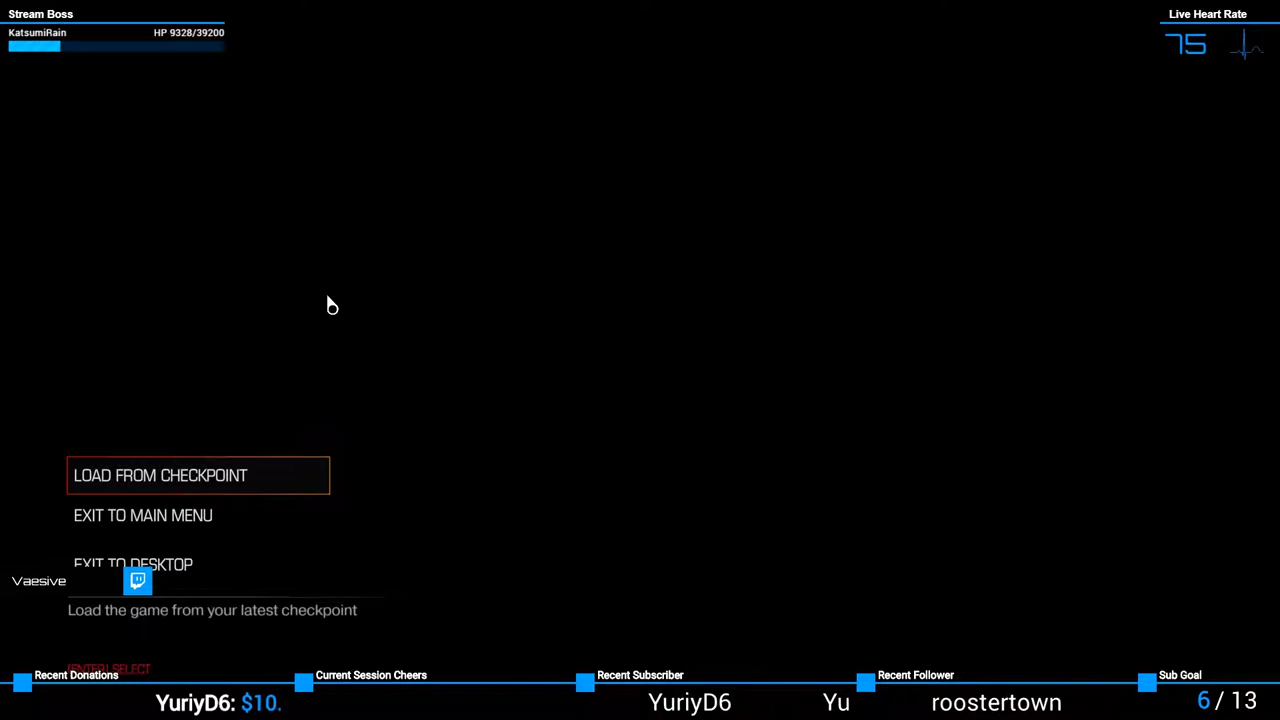 Stream Boss
KatsumiRain HP 9328/39200
Live Heart Rate
75
LOAD FROM CHECKPOINT
EXIT TO MAIN MENU
EXIT TO DESKTOP
Vaesive
Load the game from your latest checkpoint
[ENTER] SELECT
Recent Donations
YuriyD6: $10.
Current Session Cheers
Recent Subscriber
YuriyD6 Yu
Recent Follower
roostertown
Sub Goal
6 / 13